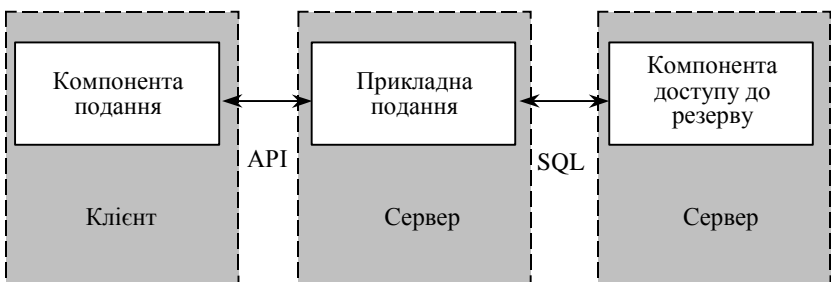 Компонента
подання
Прикладна
подання
Компонента
доступу до
резерву
API
SQL
Клієнт
Сервер
Сервер